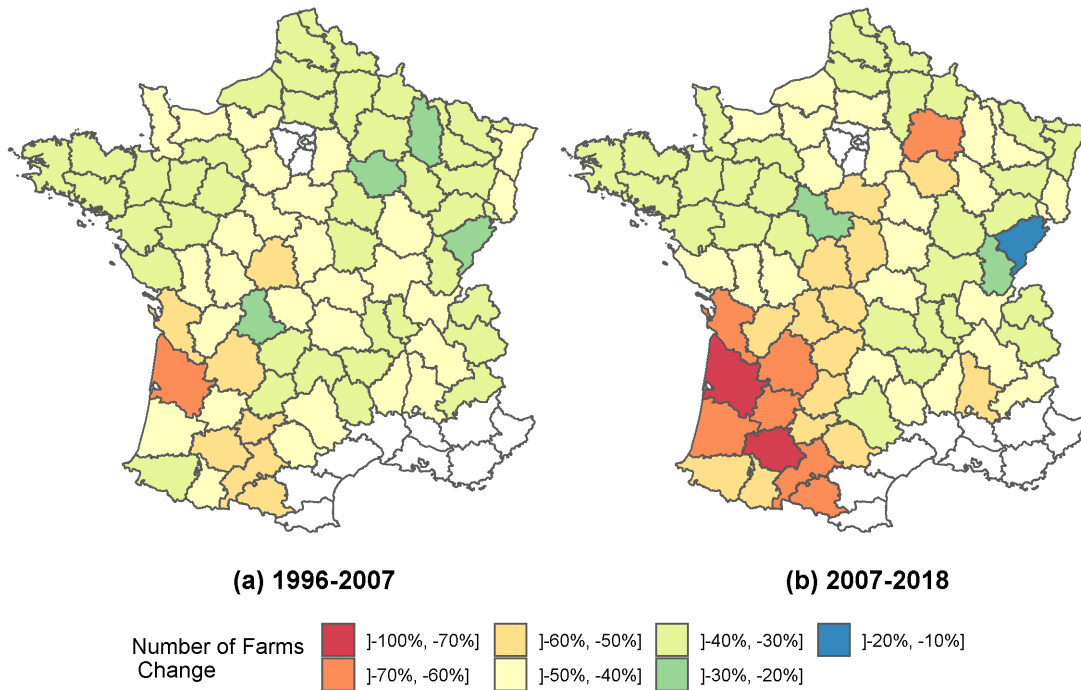 (a) 1996-2007
(b) 2007-2018
Number of Farms
Change
]-100%, -70%]
]-70%, -60%]
]-60%, -50%]
]-50%, -40%]
]-40%, -30%]
]-30%, -20%]
]-20%, -10%]